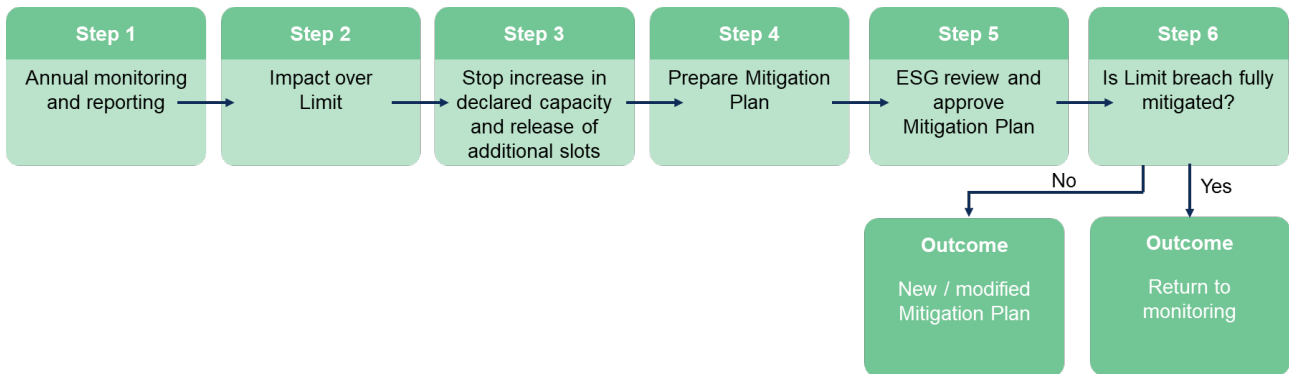 Step 1
Annual monitoring
and reporting
Step 2
Impact over
Limit
Step 3
Stop increase in
declared capacity
and release of
additional slots
Step 4
Prepare Mitigation
Plan
Step 5
ESG review and
approve
Mitigation Plan
Step 6
Is Limit breach fully
mitigated?
No
Yes
Outcome
New / modified
Mitigation Plan
Outcome
Return to
monitoring